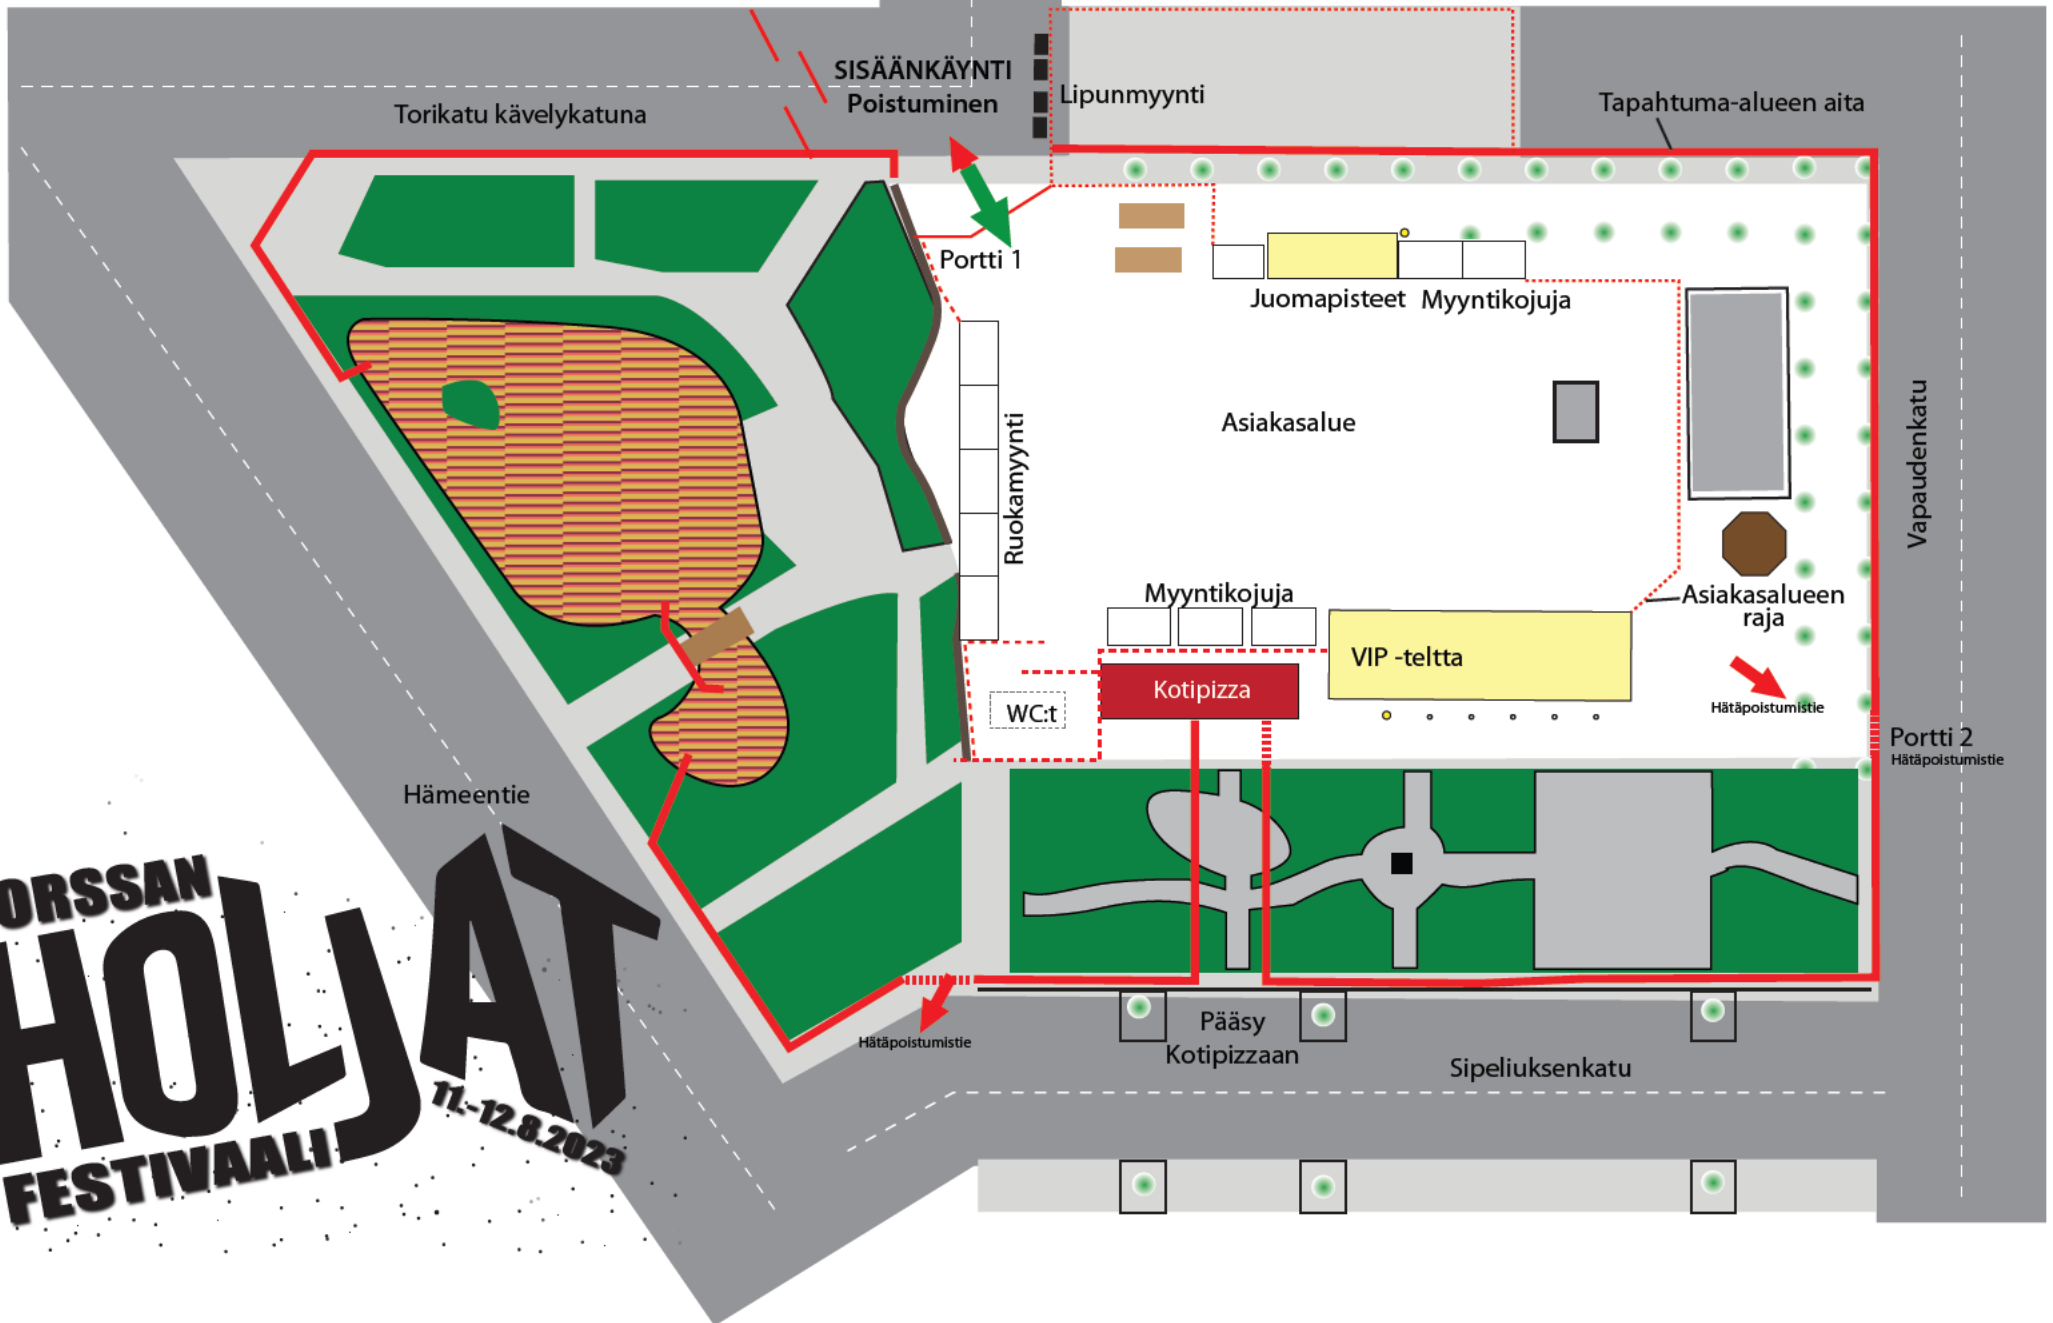 SISÄÄNKÄYNTI
Poistuminen
Lipunmyynti
Tapahtuma-alueen aita
Torikatu kävelykatuna
Portti 1
Juomapisteet
Myyntikojuja
Ruokamyynti
Asiakasalue
Vapaudenkatu
Myyntikojuja
Asiakasalueen
raja
VIP -teltta
Kotipizza
WC:t
Hätäpoistumistie
Portti 2
Hätäpoistumistie
Hämeentie
ORSSAN
HOLJAT
FESTIVAALI
11.-12.8.2023
Hätäpoistumistie
Pääsy
Kotipizzaan
Sipeliuksenkatu